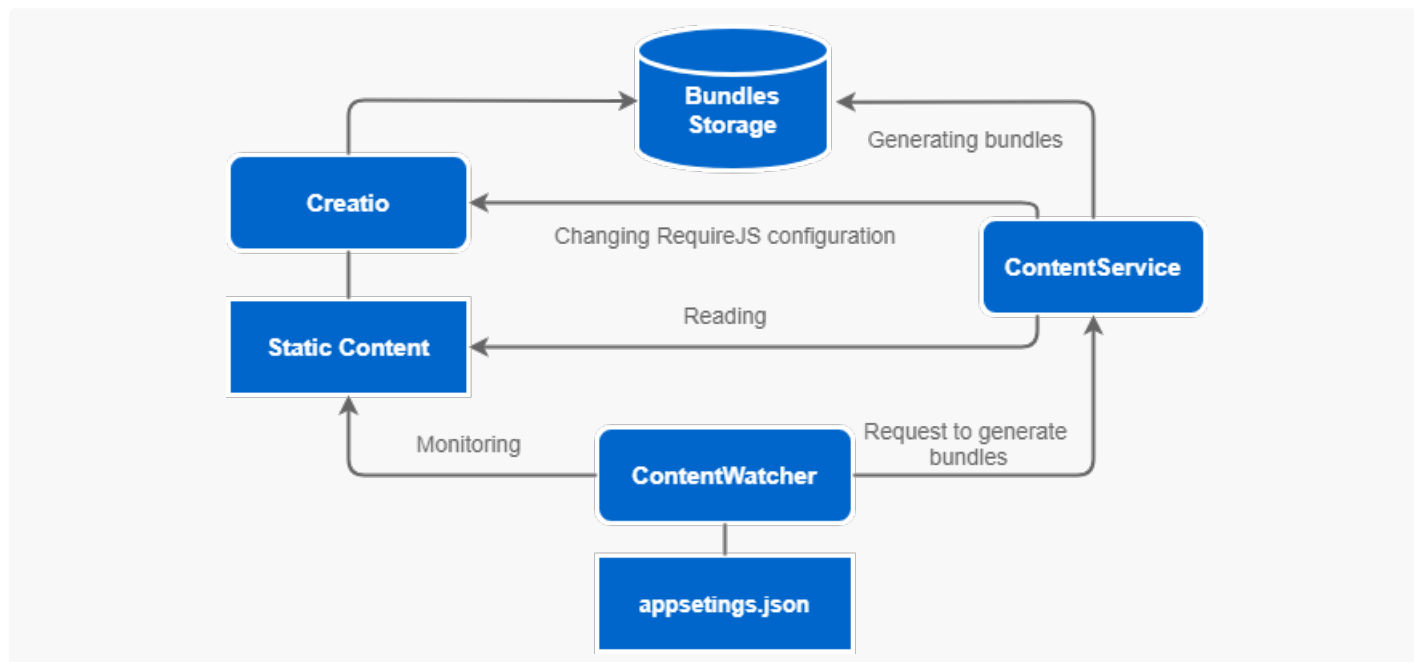 Bundles
Storage
Generating bundles
Creatio
Changing RequireJS configuration
ContentService
Reading
Static Content
Monitoring
Request to generate
bundles
ContentWatcher
appsetings.json